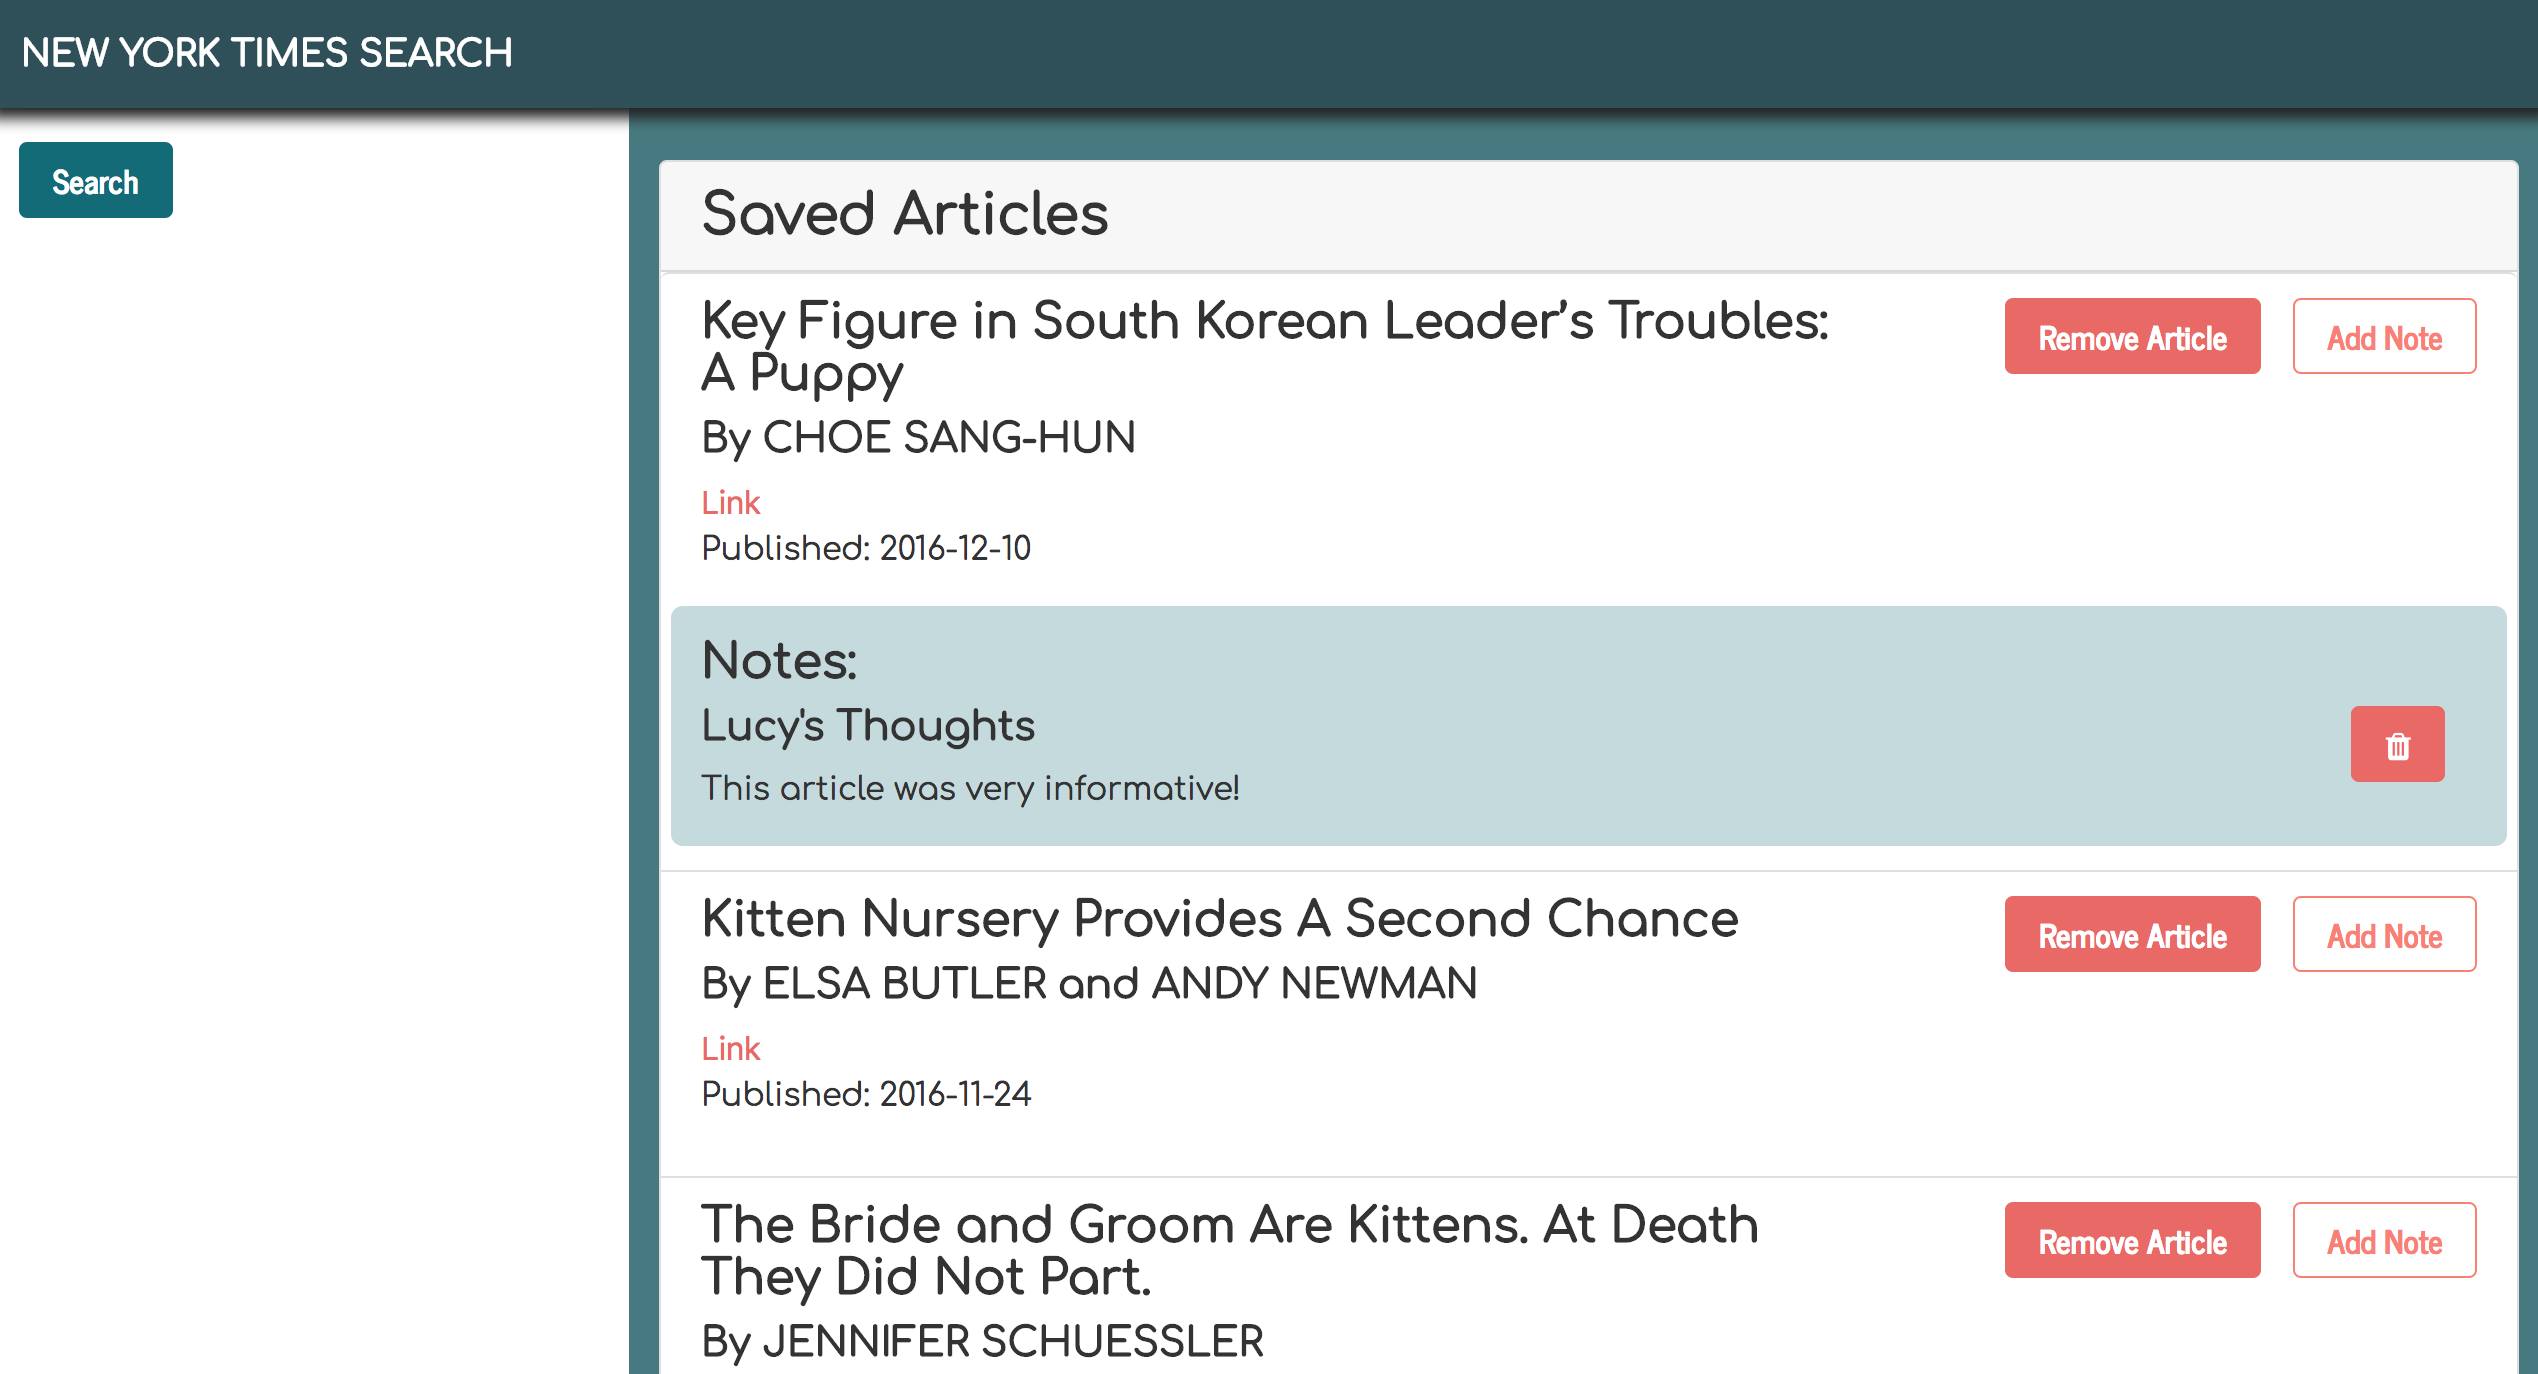 NEW YORK TIMES SEARCH
Search
Saved Articles
Key Figure in South Korean Leader’s Troubles:
A Puppy
Remove Article
Add Note
By CHOE SANG-HUN
Link
Published: 2016-12-10
Notes:
Lucy's Thoughts
This article was very informative!
Kitten Nursery Provides A Second Chance
Remove Article
Add Note
By ELSA BUTLER and ANDY NEWMAN
Link
Published: 2016-11-24
The Bride and Groom Are Kittens. At Death
They Did Not Part.
Remove Article
Add Note
By JENNIFER SCHUESSLER